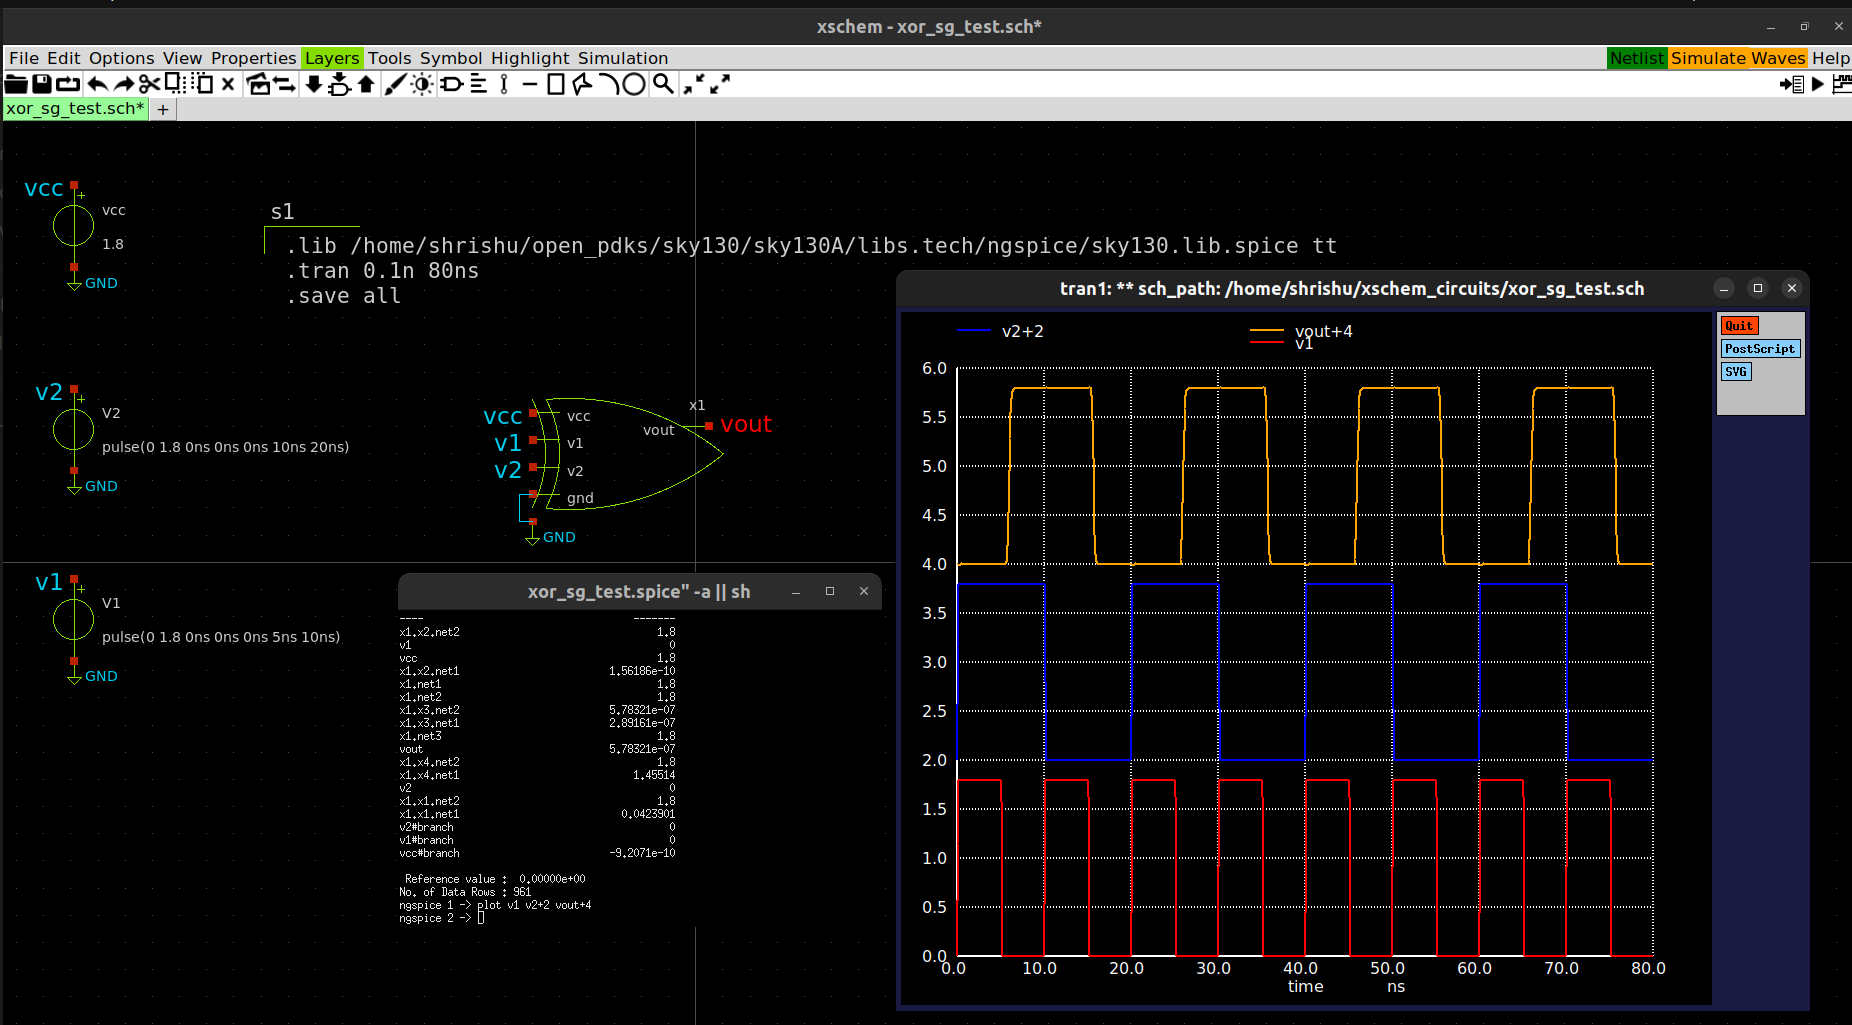 xschem - xor_sg_test.sch*
File Edit Options View Properties Layers Tools Symbol Highlight Simulation Netlist Simulate Waves Help
xor_sg_test.sch* +
vcc
+
vcc
1.8
GND
s1
.lib /home/shrishu/open_pdks/sky130/sky130A/libs.tech/ngspice/sky130.lib.spice tt
.tran 0.1n 80ns
.save all
v2
+
V2
pulse(0 1.8 0ns 0ns 0ns 10ns 20ns)
GND
vcc
v1
v2
vcc
v1
v2
gnd
vout
x1
vout
GND
v1
+
V1
pulse(0 1.8 0ns 0ns 0ns 5ns 10ns)
GND
xor_sg_test.spice" -a || sh
---- -------
x1.x2.net2 1.8
v1 0
vcc 1.8
x1.x2.net1 1.56186e-10
x1.net1 1.8
x1.net2 1.8
x1.x3.net2 5.78321e-07
x1.x3.net1 2.89161e-07
x1.net3 1.8
vout 5.78321e-07
x1.x4.net2 1.8
x1.x4.net1 1.45514
v2 0
x1.x1.net2 1.8
x1.x1.net1 0.0423901
v2#branch 0
v1#branch 0
vcc#branch -9.2071e-10
Reference value : 0.00000e+00
No. of Data Rows : 961
ngspice 1 -> plot v1 v2+2 vout+4
ngspice 2 ->
tran1: ** sch_path: /home/shrishu/xschem_circuits/xor_sg_test.sch
v2+2
vout+4
v1
Quit
PostScript
SVG
6.0
5.5
5.0
4.5
4.0
3.5
3.0
2.5
2.0
1.5
1.0
0.5
0.0
0.0 10.0 20.0 30.0 40.0 50.0 60.0 70.0 80.0
time ns